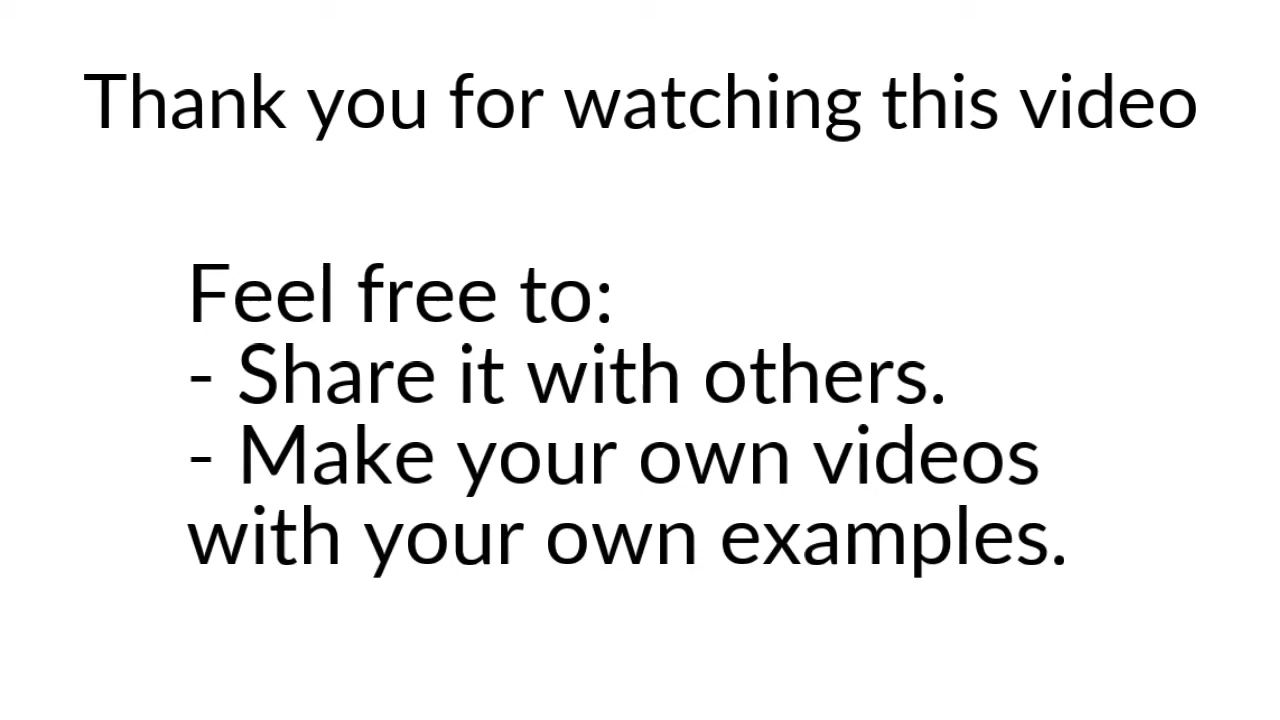 Thank you for watching this video
Feel free to:
- Share it with others.
- Make your own videos
with your own examples.